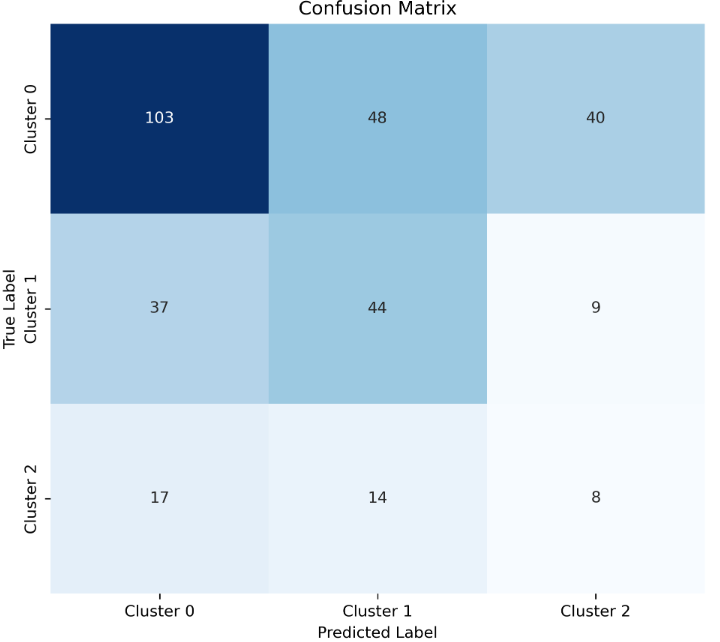 Confusion Matrix
Cluster 0
103 48 40
True Label
Cluster 1
37 44 9
Cluster 2
17 14 8
Cluster 0 Cluster 1 Cluster 2
Predicted Label